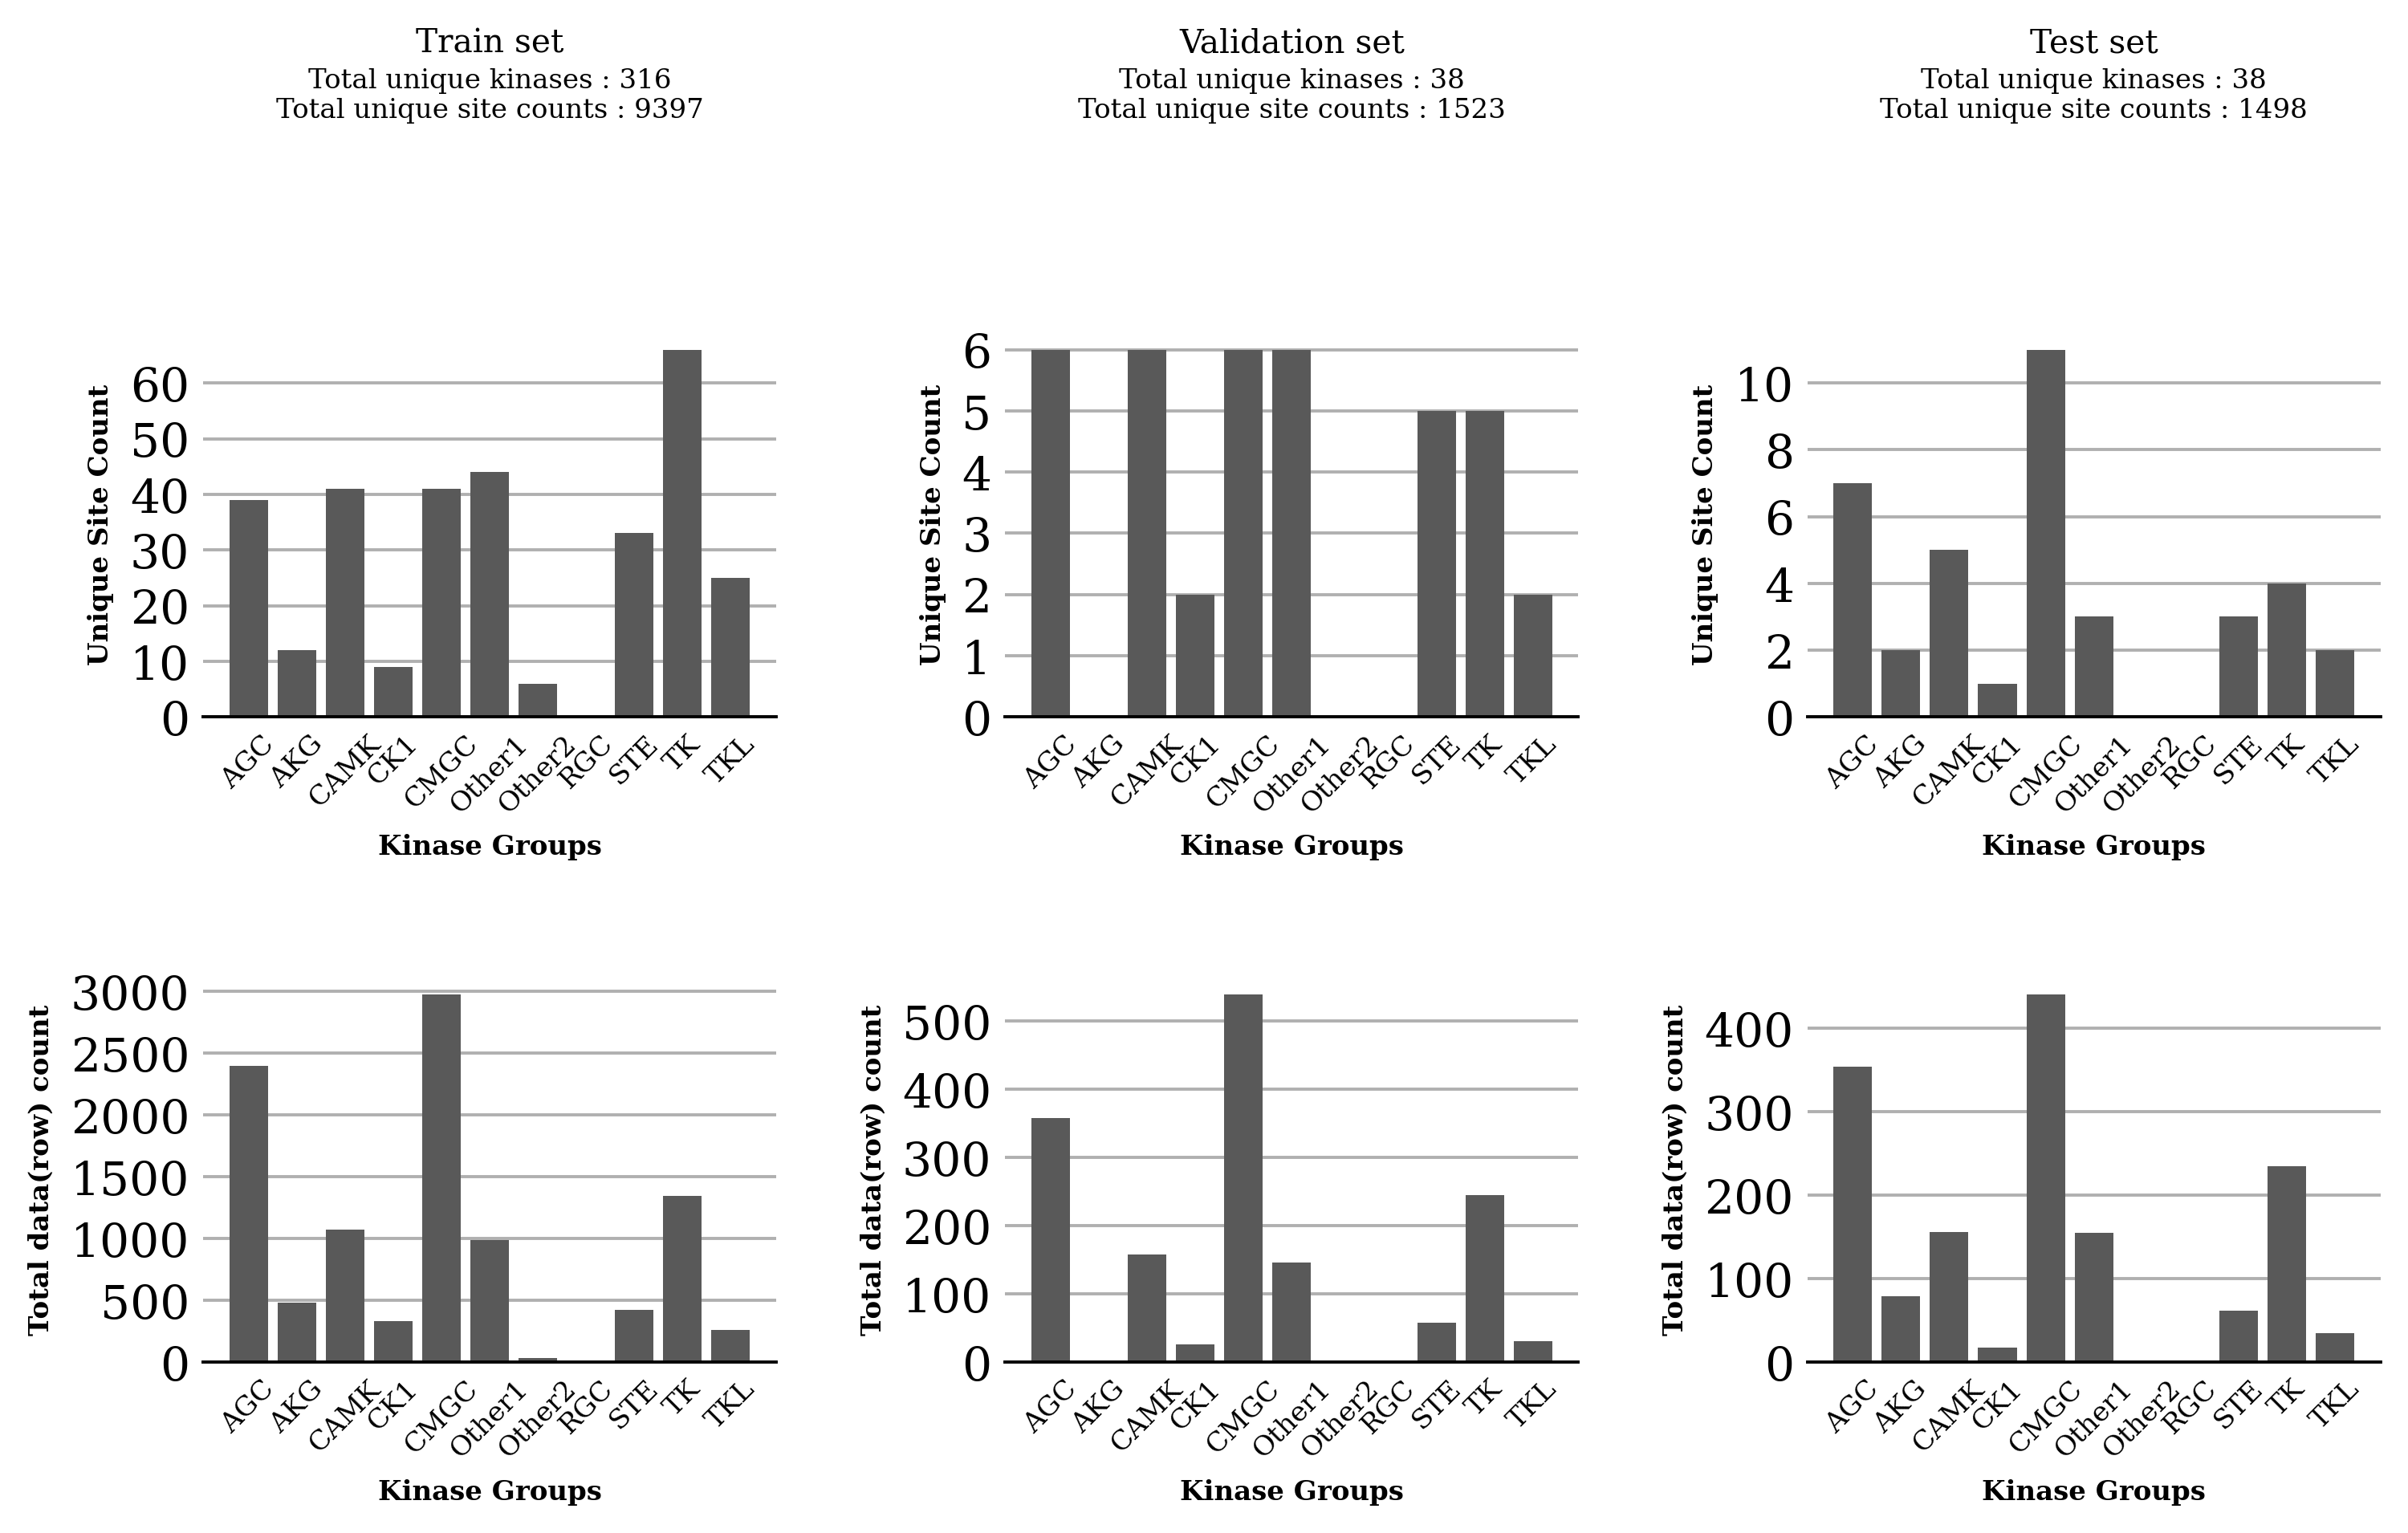 Train set
Total unique kinases : 316
Total unique site counts : 9397
Validation set
Total unique kinases : 38
Total unique site counts : 1523
Test set
Total unique kinases : 38
Total unique site counts : 1498
Unique Site Count
60
50
40
30
20
10
0
AGC
AKG
CAMK
CK1
CMGC
Other1
Other2
RGC
STE
TK
TKL
Kinase Groups
Unique Site Count
6
5
4
3
2
1
0
AGC
AKG
CAMK
CK1
CMGC
Other1
Other2
RGC
STE
TK
TKL
Kinase Groups
Unique Site Count
10
8
6
4
2
0
AGC
AKG
CAMK
CK1
CMGC
Other1
Other2
RGC
STE
TK
TKL
Kinase Groups
Total data(row) count
3000
2500
2000
1500
1000
500
0
AGC
AKG
CAMK
CK1
CMGC
Other1
Other2
RGC
STE
TK
TKL
Kinase Groups
Total data(row) count
500
400
300
200
100
0
AGC
AKG
CAMK
CK1
CMGC
Other1
Other2
RGC
STE
TK
TKL
Kinase Groups
Total data(row) count
400
300
200
100
0
AGC
AKG
CAMK
CK1
CMGC
Other1
Other2
RGC
STE
TK
TKL
Kinase Groups